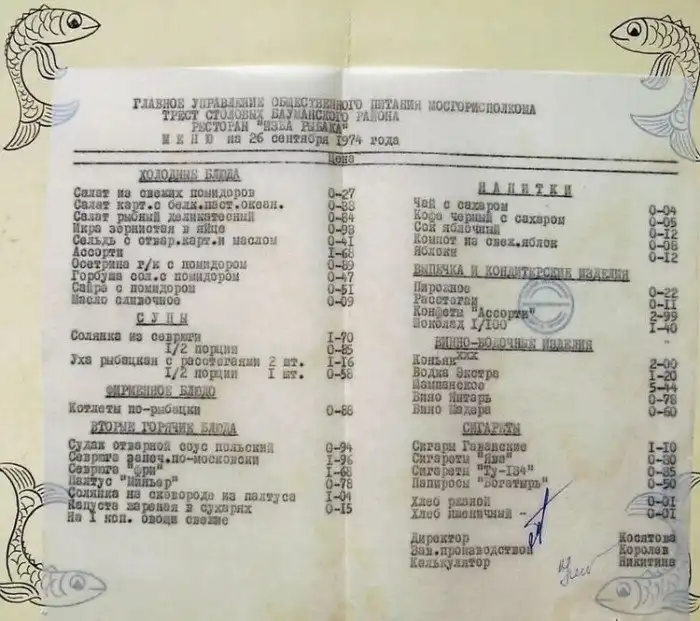 ГЛАВНОЕ УПРАВЛЕНИЕ ОБЩЕСТВЕННОГО ПИТАНИЯ МОСГОРИСПОЛКОМА
ТРЕСТ СТОЛОВЫХ БАУМАНСКОГО РАЙОНА
РЕСТОРАН "ИЗБА РЫБАКА"
М Е Н Ю на 26 сентября 1974 года
Цена
ХОЛОДНЫЕ БЛЮДА
Салат из свежих помидоров 0-27
Салат карт.с белк.паст.океан. 0-38
Салат рыбный деликатесный 0-84
Икра зернистая в яйце 0-98
Сельдь с отвар.карт.и маслом 0-41
Ассорти I-68
Осетрина г/к с помидором 0-89
Горбуша сол.с помидором 0-47
Сайра с помидором 0-51
Масло сливочное 0-09
С У П Ы
Солянка из севрюги I-70
I/2 порции 0-85
Уха рыбацкая с расстегаями 2 шт. I-16
I/2 порции I шт. 0-58
ФИРМЕННОЕ БЛЮДО
Котлеты по-рыбацки 0-88
ВТОРЫЕ ГОРЯЧИЕ БЛЮДА
Судак отварной соус польский 0-94
Севрюга запеч.по-московски I-96
Севрюга "фри" I-68
Палтус "Миньер" 0-78
Солянка на сковороде из палтуса I-04
Капуста жареная в сухарях 0-15
На 1 коп. овощи свежие
Н А П И Т К И
Чай с сахаром 0-04
Кофе черный с сахаром 0-05
Сок яблочный 0-12
Компот из свеж.яблок 0-08
Яблоки 0-12
ВЫПЕЧКА И КОНДИТЕРСКИЕ ИЗДЕЛИЯ
Пирожное 0-22
Расстегаи 0-11
Конфеты "Ассорти" 2-99
Шоколад I/100 I-40
ВИННО-ВОДОЧНЫЕ ИЗДЕЛИЯ
Коньяк ххх 2-00
Водка Экстра I-20
Шампанское 5-44
Вино Янтарь 0-78
Вино Мадера 0-60
СИГАРЕТЫ
Сигары Гаванские I-10
Сигареты "Ява" 0-30
Сигареты "Ту-134" 0-35
Папиросы "Богатырь" 0-50
Хлеб ржаной 0-01
Хлеб пшеничный - 0-01
Директор Косятова
Зав.производством Королев
Калькулятор Никитина